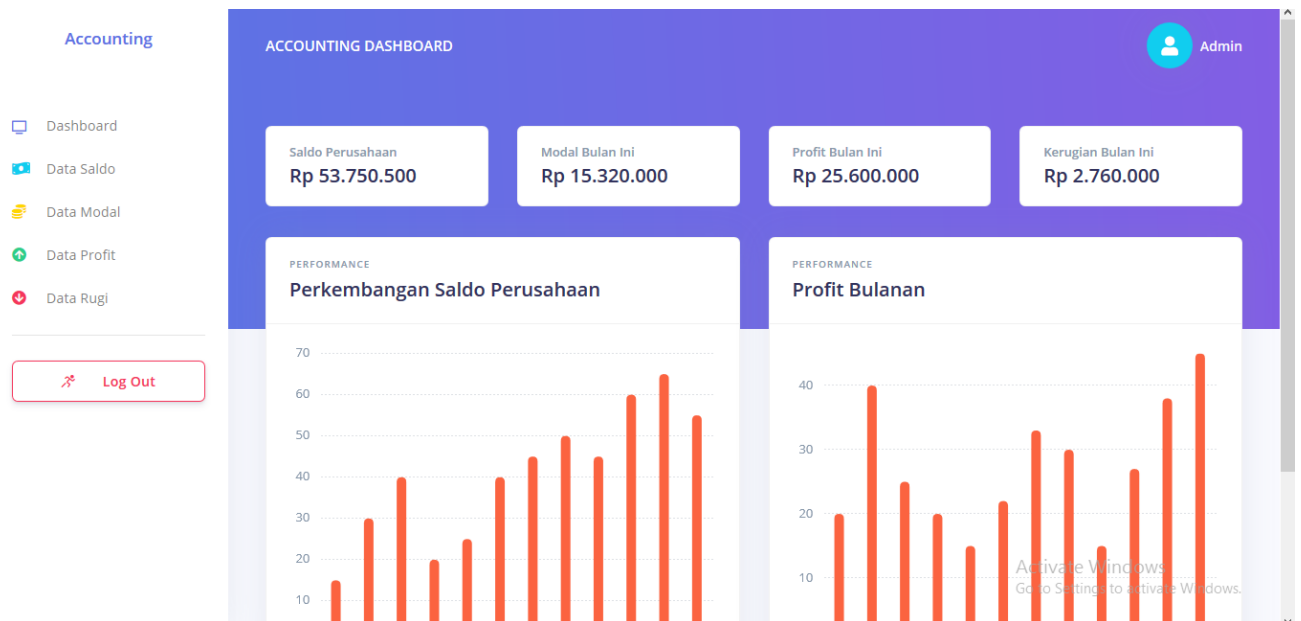 Accounting
Dashboard
Data Saldo
Data Modal
Data Profit
Data Rugi
Log Out
ACCOUNTING DASHBOARD
Admin
Saldo Perusahaan
Rp 53.750.500
Modal Bulan Ini
Rp 15.320.000
Profit Bulan Ini
Rp 25.600.000
Kerugian Bulan Ini
Rp 2.760.000
PERFORMANCE
Perkembangan Saldo Perusahaan
70
60
50
40
30
20
10
PERFORMANCE
Profit Bulanan
40
30
20
10
Activate Windows
Go to Settings to activate Windows.